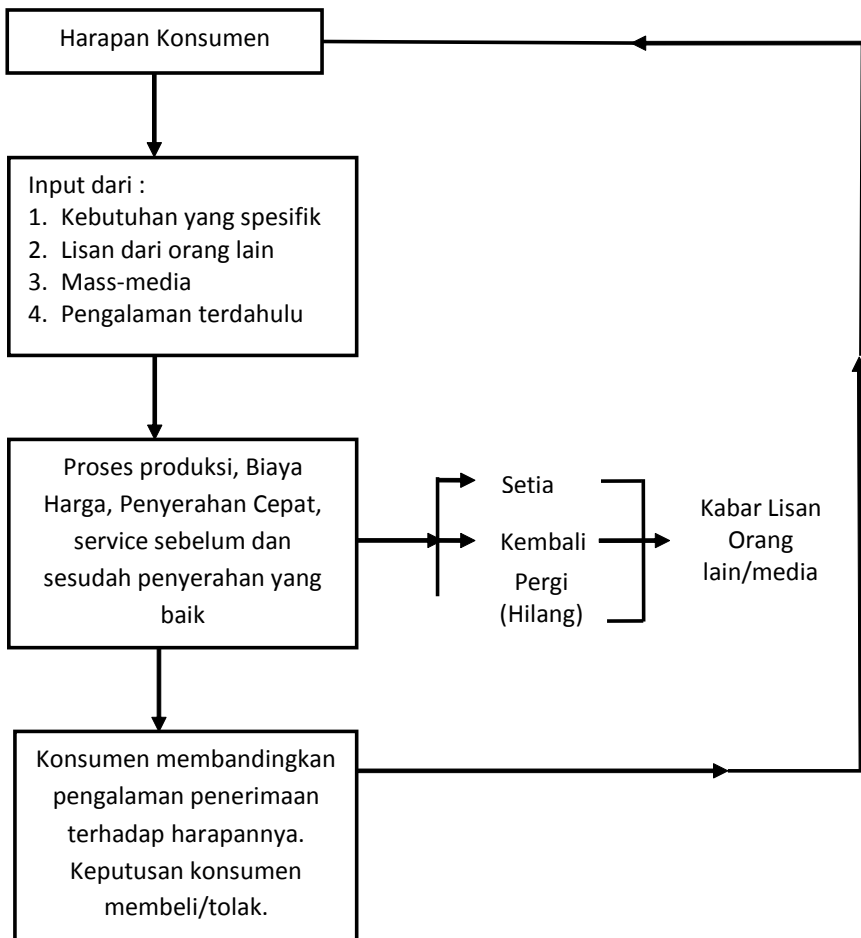 Harapan Konsumen
Input dari :
1. Kebutuhan yang spesifik
2. Lisan dari orang lain
3. Mass-media
4. Pengalaman terdahulu
Proses produksi, Biaya
Harga, Penyerahan Cepat,
service sebelum dan
sesudah penyerahan yang
baik
Setia
Kembali
Pergi
(Hilang)
Kabar Lisan
Orang
lain/media
Konsumen membandingkan
pengalaman penerimaan
terhadap harapannya.
Keputusan konsumen
membeli/tolak.